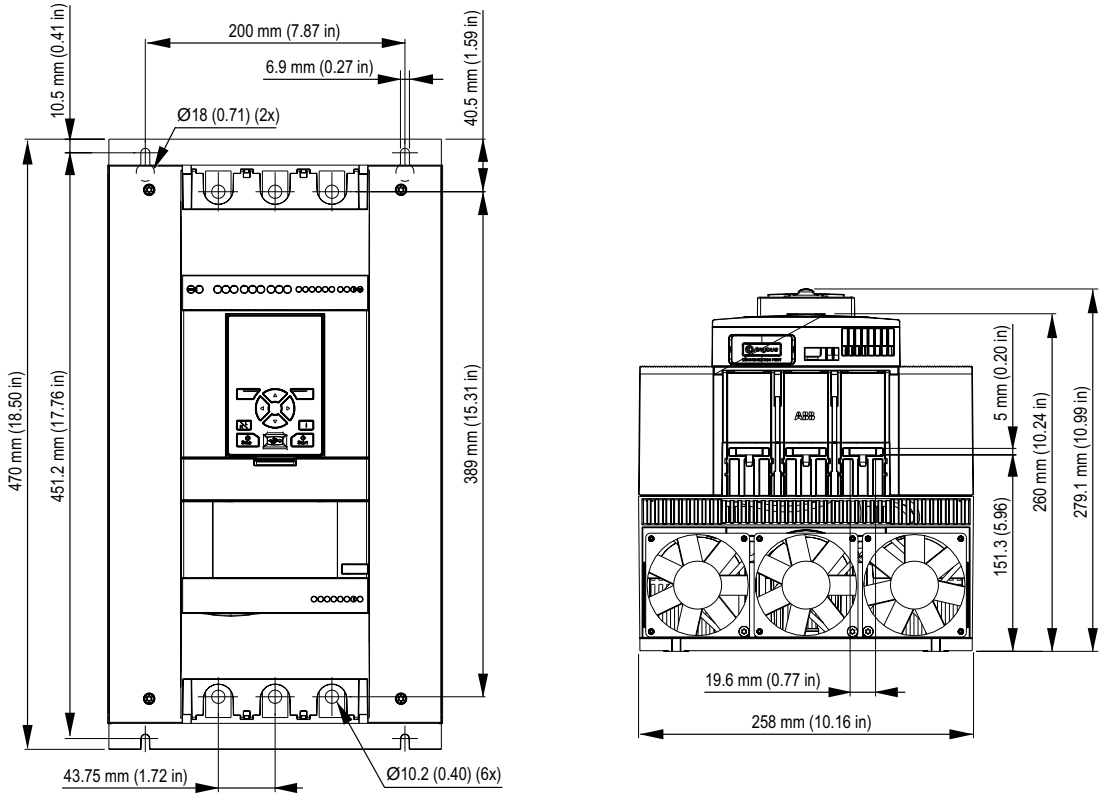 10.5 mm (0.41 in)
200 mm (7.87 in)
6.9 mm (0.27 in)
40.5 mm (1.59 in)
Ø18 (0.71) (2x)
470 mm (18.50 in)
451.2 mm (17.76 in)
389 mm (15.31 in)
Stop
Start
43.75 mm (1.72 in)
Ø10.2 (0.40) (6x)
ABB
5 mm (0.20 in)
260 mm (10.24 in)
279.1 mm (10.99 in)
151.3 (5.96)
19.6 mm (0.77 in)
258 mm (10.16 in)